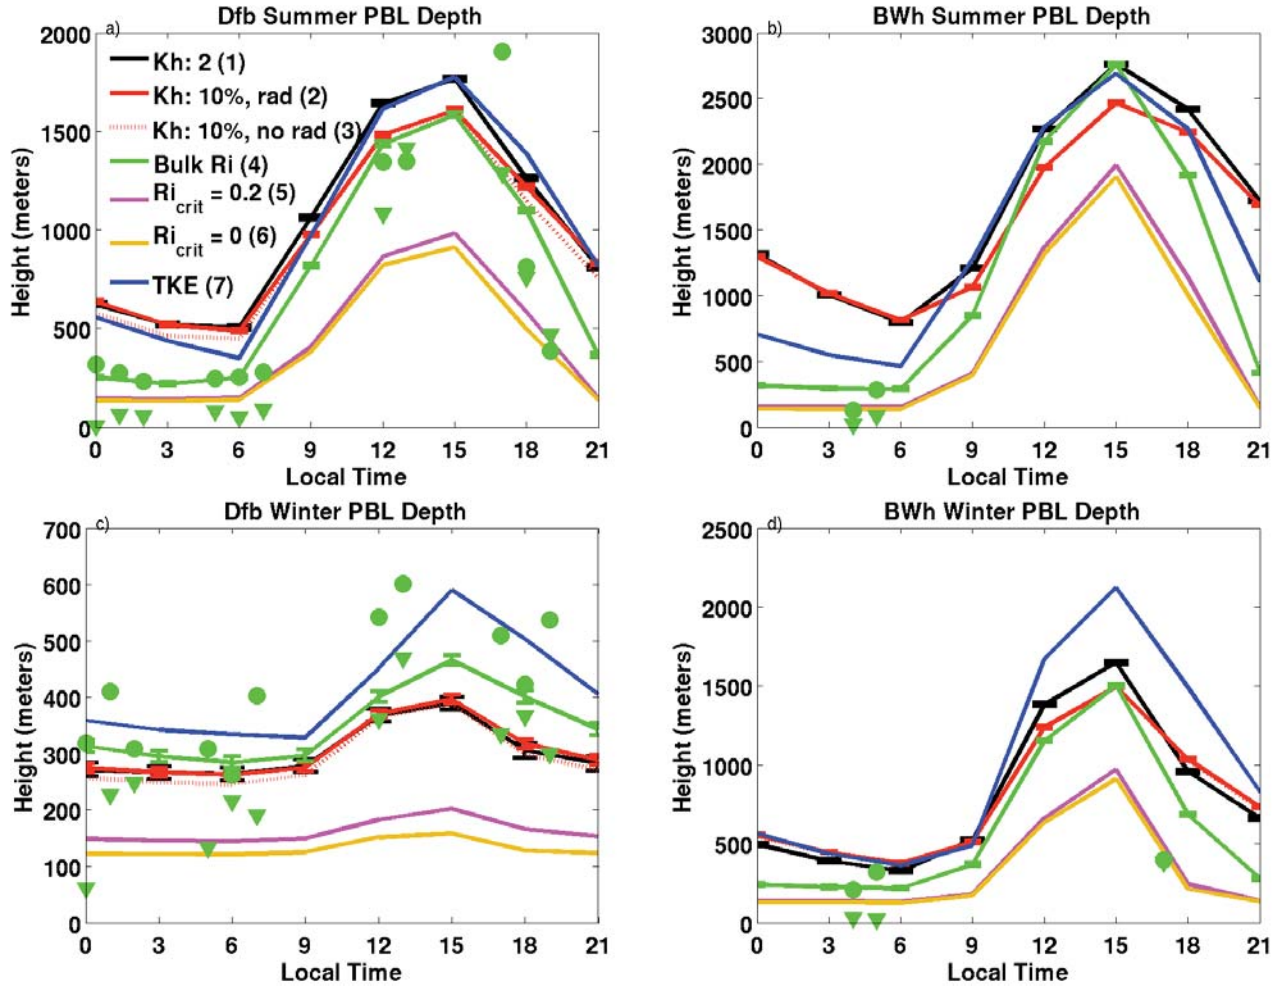 Dfb Summer PBL Depth
a)
2000
1500
1000
500
0
Height (meters)
Kh: 2 (1)
Kh: 10%, rad (2)
Kh: 10%, no rad (3)
Bulk Ri (4)
Ri crit = 0.2 (5)
Ri crit = 0 (6)
TKE (7)
0 3 6 9 12 15 18 21
Local Time
BWh Summer PBL Depth
b)
3000
2500
2000
1500
1000
500
0
Height (meters)
0 3 6 9 12 15 18 21
Local Time
Dfb Winter PBL Depth
c)
700
600
500
400
300
200
100
0
Height (meters)
0 3 6 9 12 15 18 21
Local Time
BWh Winter PBL Depth
d)
2500
2000
1500
1000
500
0
Height (meters)
0 3 6 9 12 15 18 21
Local Time